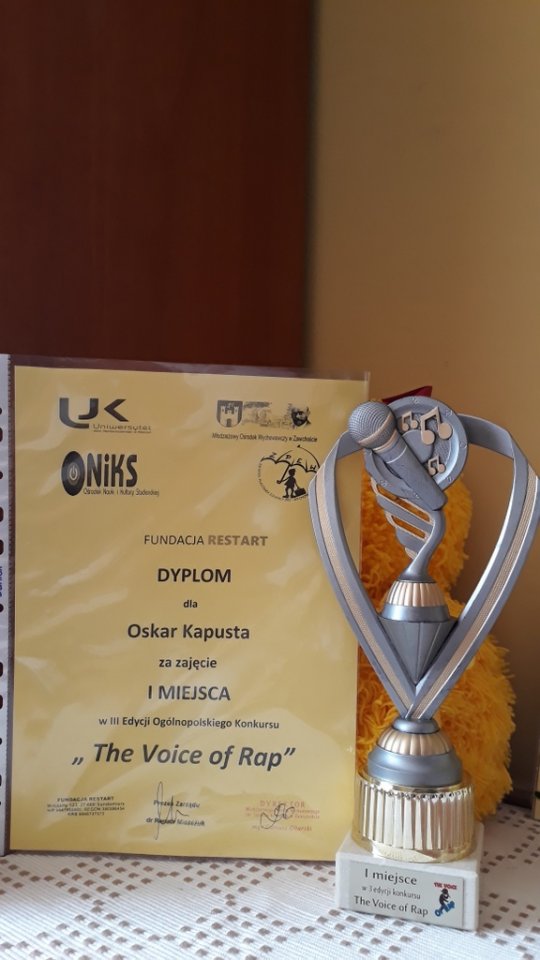 UK
Uniwersytet
Młodzieżowy Ośrodek Wychowawczy w Zawichoście
ONiKS
Ośrodek Nauki i Kultury Studenckiej
FUNDACJA RESTART
DYPLOM
dla
Oskar Kapusta
za zajęcie
I MIEJSCA
w III Edycji Ogólnopolskiego Konkursu
„ The Voice of Rap”
FUNDACJA RESTART
Prezes Zarządu
dr
DYREKTOR
I miejsce
w 3 edycji konkursu
The Voice of Rap
THE VOICE